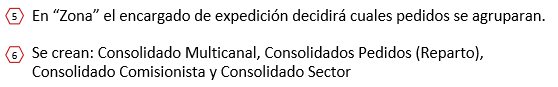 5 En “Zona” el encargado de expedición decidirá cuales pedidos se agruparan.
6 Se crean: Consolidado Multicanal, Consolidados Pedidos (Reparto),
Consolidado Comisionista y Consolidado Sector